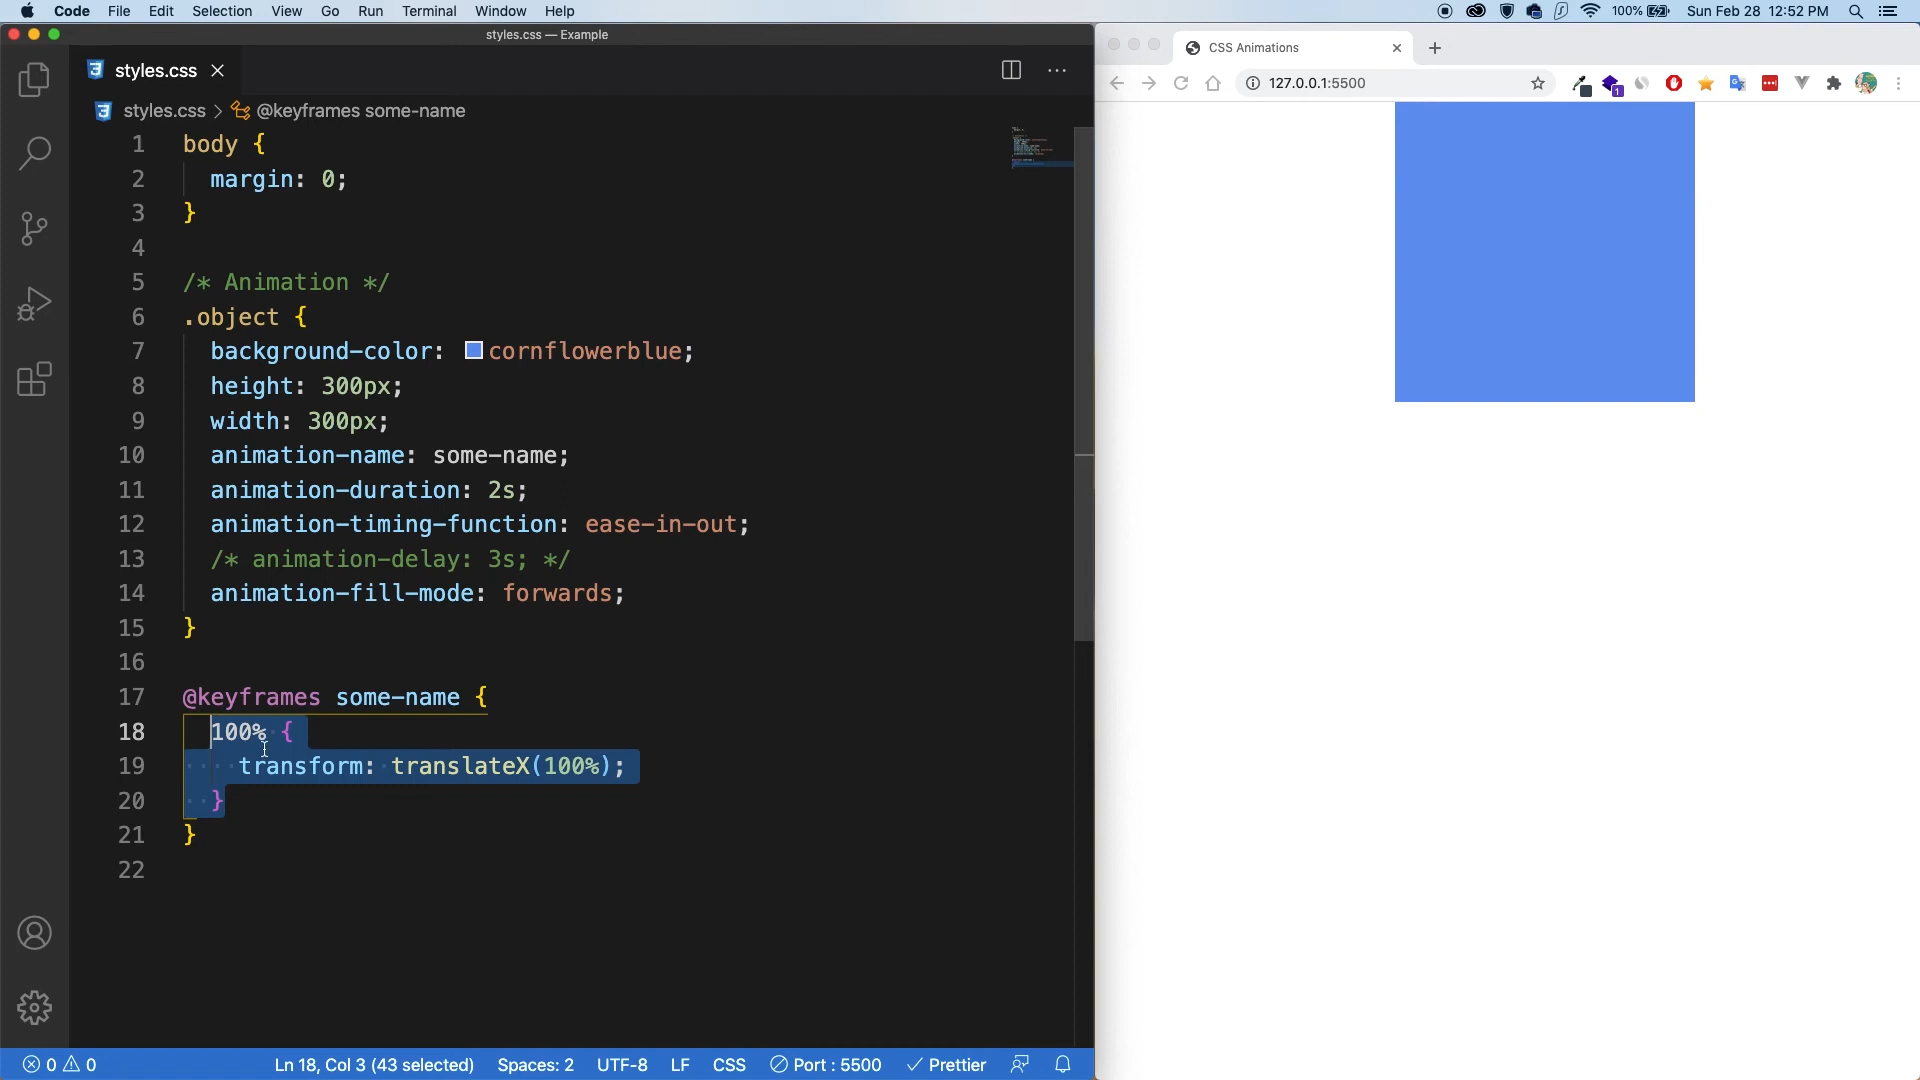 Code File Edit Selection View Go Run Terminal Window Help 100% Sun Feb 28 12:52 PM
styles.css — Example
styles.css
styles.css > @keyframes some-name
1 body {
2 margin: 0;
3 }
4
5 /* Animation */
6 .object {
7 background-color: cornflowerblue;
8 height: 300px;
9 width: 300px;
10 animation-name: some-name;
11 animation-duration: 2s;
12 animation-timing-function: ease-in-out;
13 /* animation-delay: 3s; */
14 animation-fill-mode: forwards;
15 }
16
17 @keyframes some-name {
18 100% {
19 transform: translateX(100%);
20 }
21 }
22
0 0 Ln 18, Col 3 (43 selected) Spaces: 2 UTF-8 LF CSS Port : 5500 Prettier
CSS Animations
127.0.0.1:5500
1